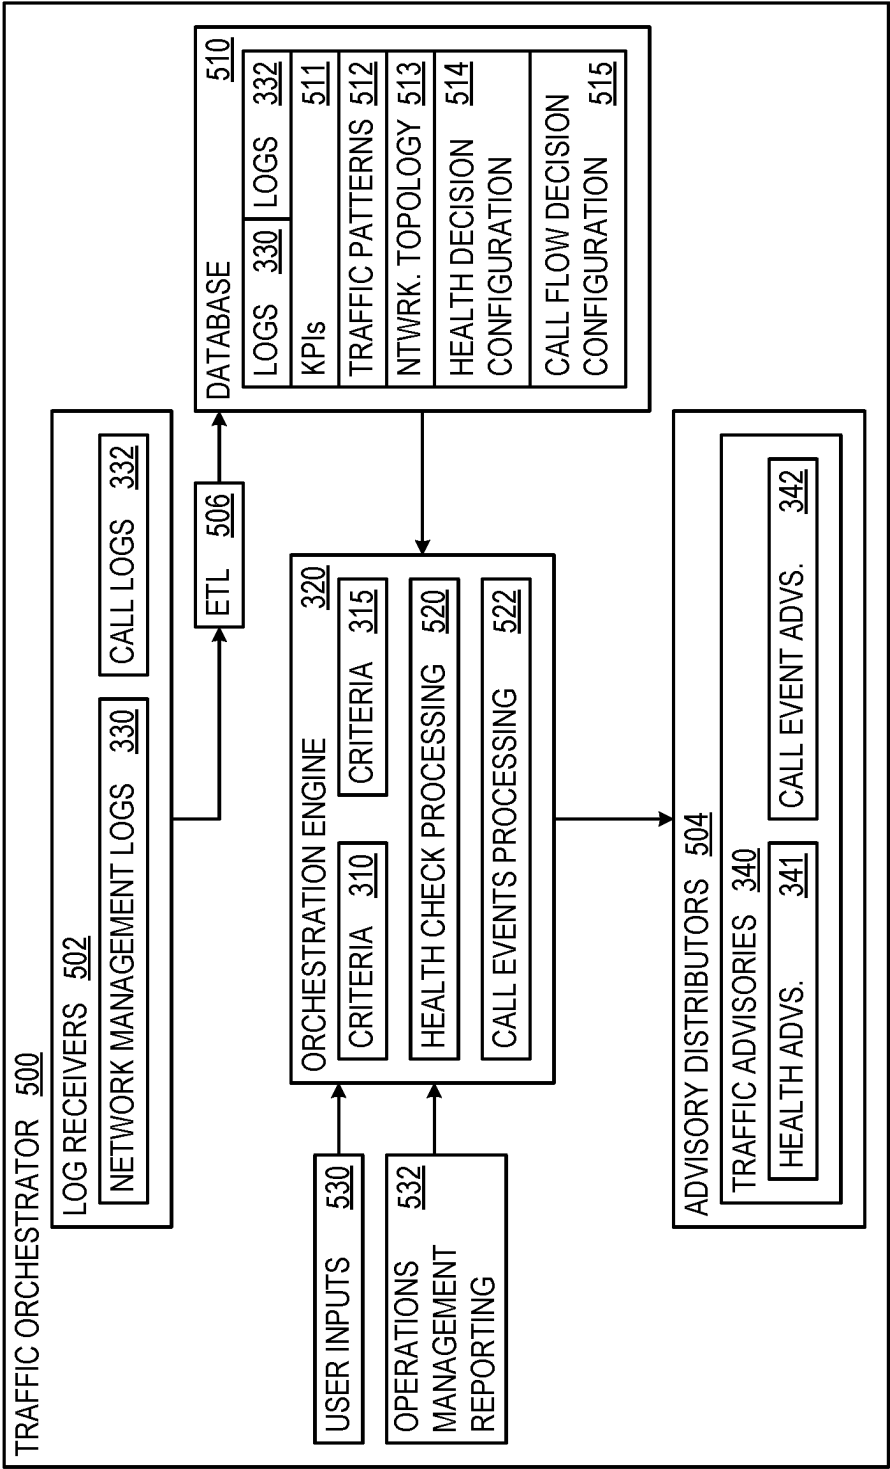 TRAFFIC ORCHESTRATOR 500
LOG RECEIVERS 502
NETWORK MANAGEMENT LOGS 330
CALL LOGS 332
ETL 506
DATABASE 510
LOGS 330
LOGS 332
KPIs 511
TRAFFIC PATTERNS 512
NTWRK. TOPOLOGY 513
HEALTH DECISION 514
CONFIGURATION
CALL FLOW DECISION
CONFIGURATION 515
USER INPUTS 530
OPERATIONS 532
MANAGEMENT
REPORTING
ORCHESTRATION ENGINE 320
CRITERIA 310
CRITERIA 315
HEALTH CHECK PROCESSING 520
CALL EVENTS PROCESSING 522
ADVISORY DISTRIBUTORS 504
TRAFFIC ADVISORIES 340
HEALTH ADVS. 341
CALL EVENT ADVS. 342